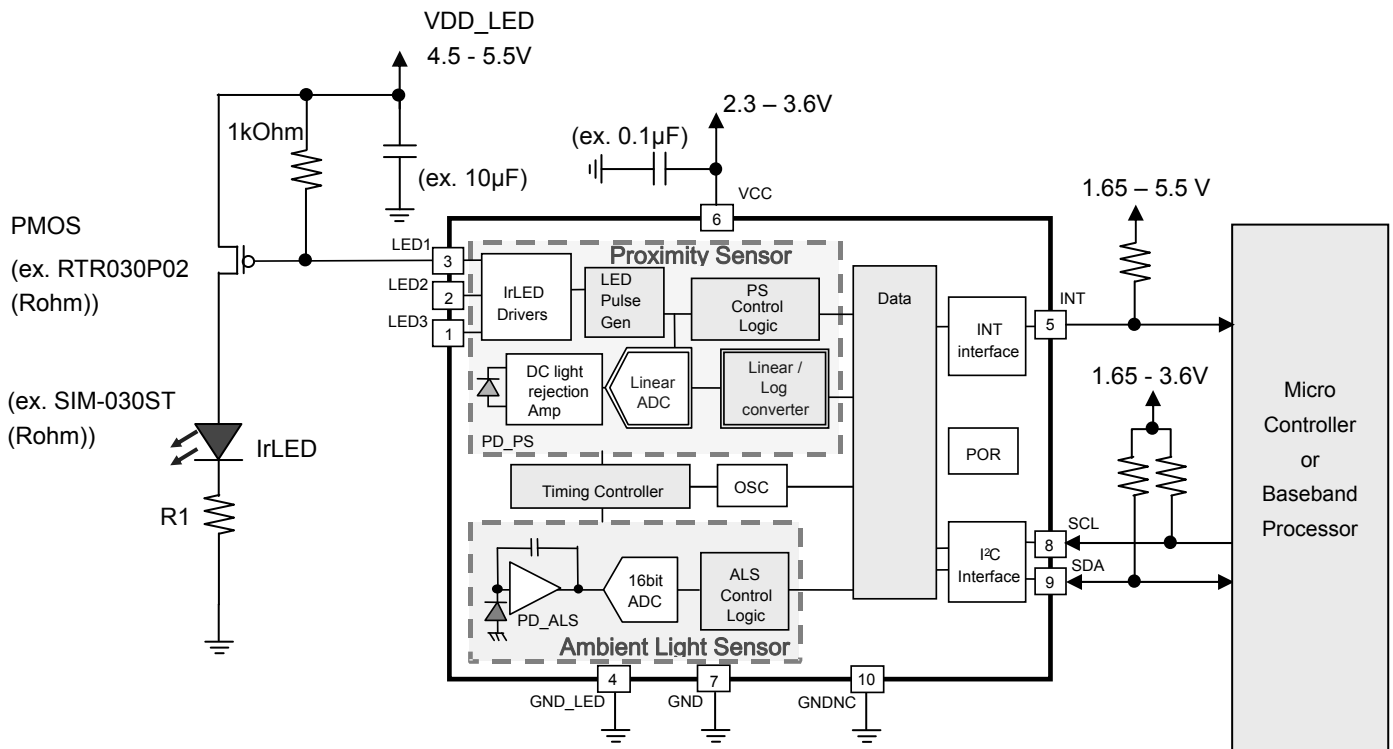 VDD_LED
4.5 - 5.5V
1kOhm
(ex. 10µF)
2.3 – 3.6V
(ex. 0.1µF)
VCC
6
PMOS
(ex. RTR030P02
(Rohm))
(ex. SIM-030ST
(Rohm))
IrLED
R1
LED1
3
LED2
2
LED3
1
Proximity Sensor
IrLED
Drivers
LED
Pulse
Gen
PS
Control
Logic
DC light
rejection
Amp
Linear
ADC
Linear /
Log
converter
PD_PS
Timing Controller
OSC
PD_ALS
16bit
ADC
ALS
Control
Logic
Ambient Light Sensor
Data
INT
interface
POR
I²C
Interface
1.65 – 5.5 V
INT
5
1.65 - 3.6V
SCL
8
SDA
9
Micro
Controller
or
Baseband
Processor
4
GND_LED
7
GND
10
GNDNC